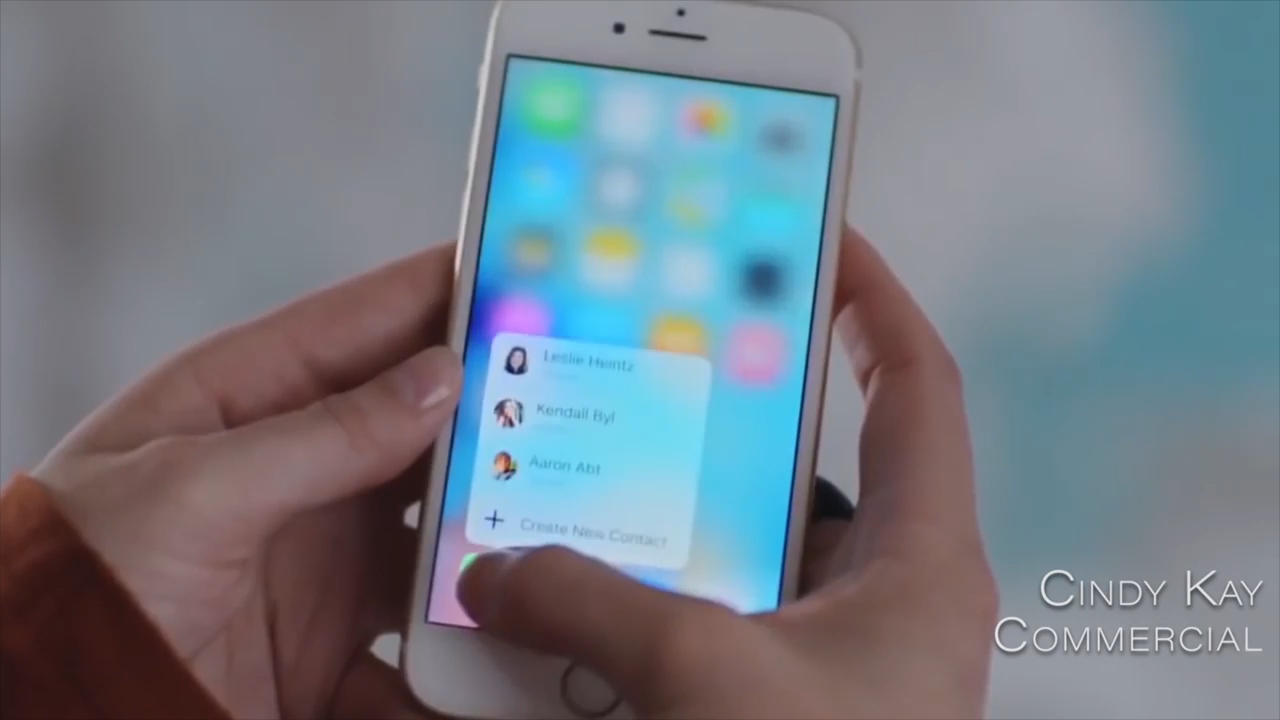 Leslie Heintz
Kendall Byl
Aaron Abt
Create New Contact
CINDY KAY
COMMERCIAL